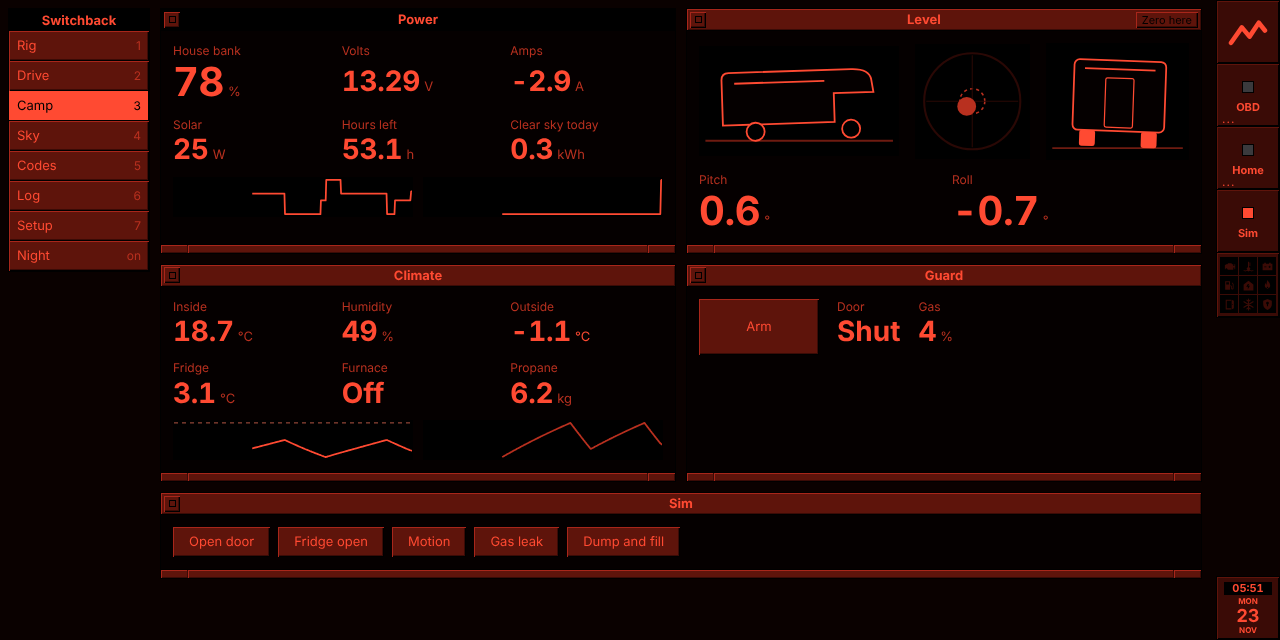 Switchback
Rig 1
Drive 2
Camp 3
Sky 4
Codes 5
Log 6
Setup 7
Night on
Power
House bank Volts Amps
78 % 13.29 V -2.9 A
Solar Hours left Clear sky today
25 W 53.1 h 0.3 kWh
Level Zero here
Pitch Roll
0.6 ° -0.7 °
Climate
Inside Humidity Outside
18.7 °C 49 % -1.1 °C
Fridge Furnace Propane
3.1 °C Off 6.2 kg
Guard
Arm
Door Gas
Shut 4 %
Sim
Open door Fridge open Motion Gas leak Dump and fill
OBD
...
Home
...
Sim
05:51
MON
23
NOV